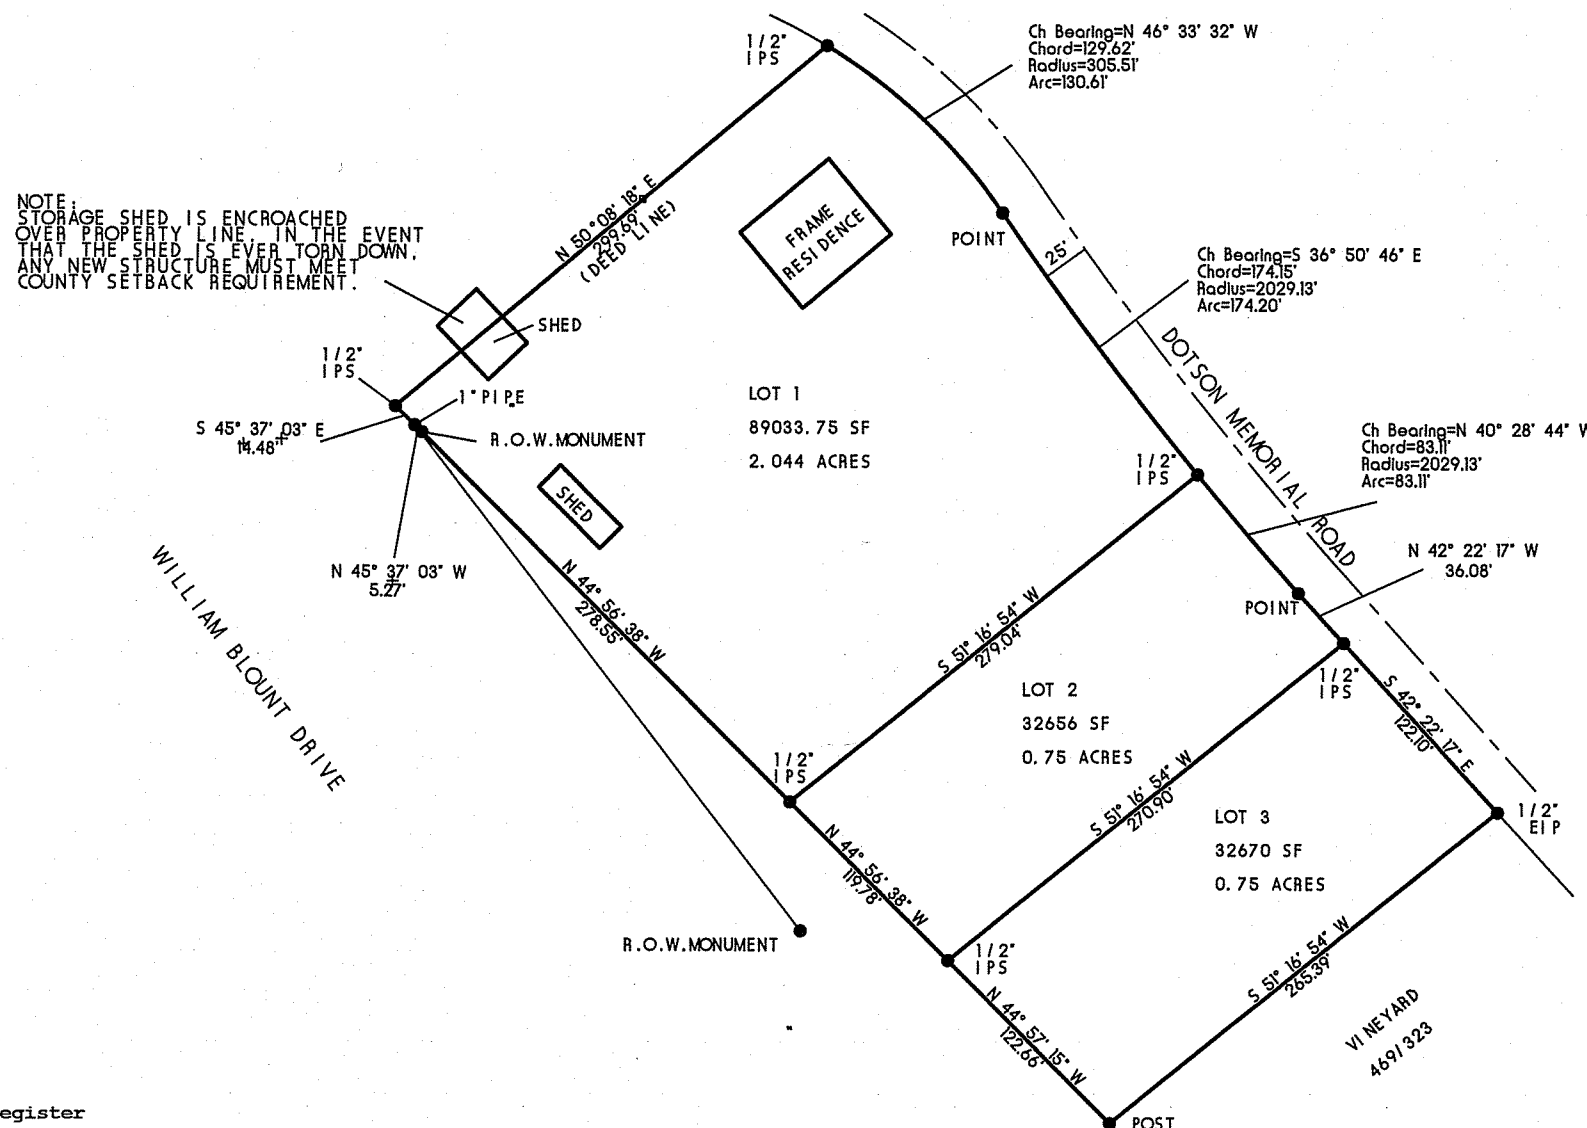 Ch Bearing=N 46° 33' 32" W
Chord=129.62'
Radius=305.51'
Arc=130.61'
1/2"
IPS
NOTE:
STORAGE SHED IS ENCROACHED
OVER PROPERTY LINE. IN THE EVENT
THAT THE SHED IS EVER TORN DOWN,
ANY NEW STRUCTURE MUST MEET
COUNTY SETBACK REQUIREMENT.
N 50°08' 18" E
299.69'
(DEED LINE)
FRAME
RESIDENCE
POINT
25'
Ch Bearing=S 36° 50' 46" E
Chord=174.15'
Radius=2029.13'
Arc=174.20'
SHED
1/2"
IPS
1" PIPE
S 45° 37' 03" E
14.48'
R.O.W.MONUMENT
LOT 1
89033.75 SF
2.044 ACRES
DOTSON MEMORIAL ROAD
Ch Bearing=N 40° 28' 44" W
Chord=83.11'
Radius=2029.13'
Arc=83.11'
1/2"
IPS
SHED
N 45° 37' 03" W
5.27'
WILLIAM BLOUNT DRIVE
N 44° 56' 38" W
278.55'
N 42° 22' 17" W
36.08'
POINT
S 51° 16' 54" W
279.04'
1/2"
IPS
LOT 2
32656 SF
0.75 ACRES
S 42° 22' 17" E
122.10'
1/2"
IPS
S 51° 16' 54" W
270.90'
LOT 3
32670 SF
0.75 ACRES
1/2"
EIP
N 44° 56' 38" W
119.78'
R.O.W.MONUMENT
1/2"
IPS
S 51° 16' 54" W
265.39'
N 44° 57' 15" W
122.66'
VINEYARD
469/323
egister
POST